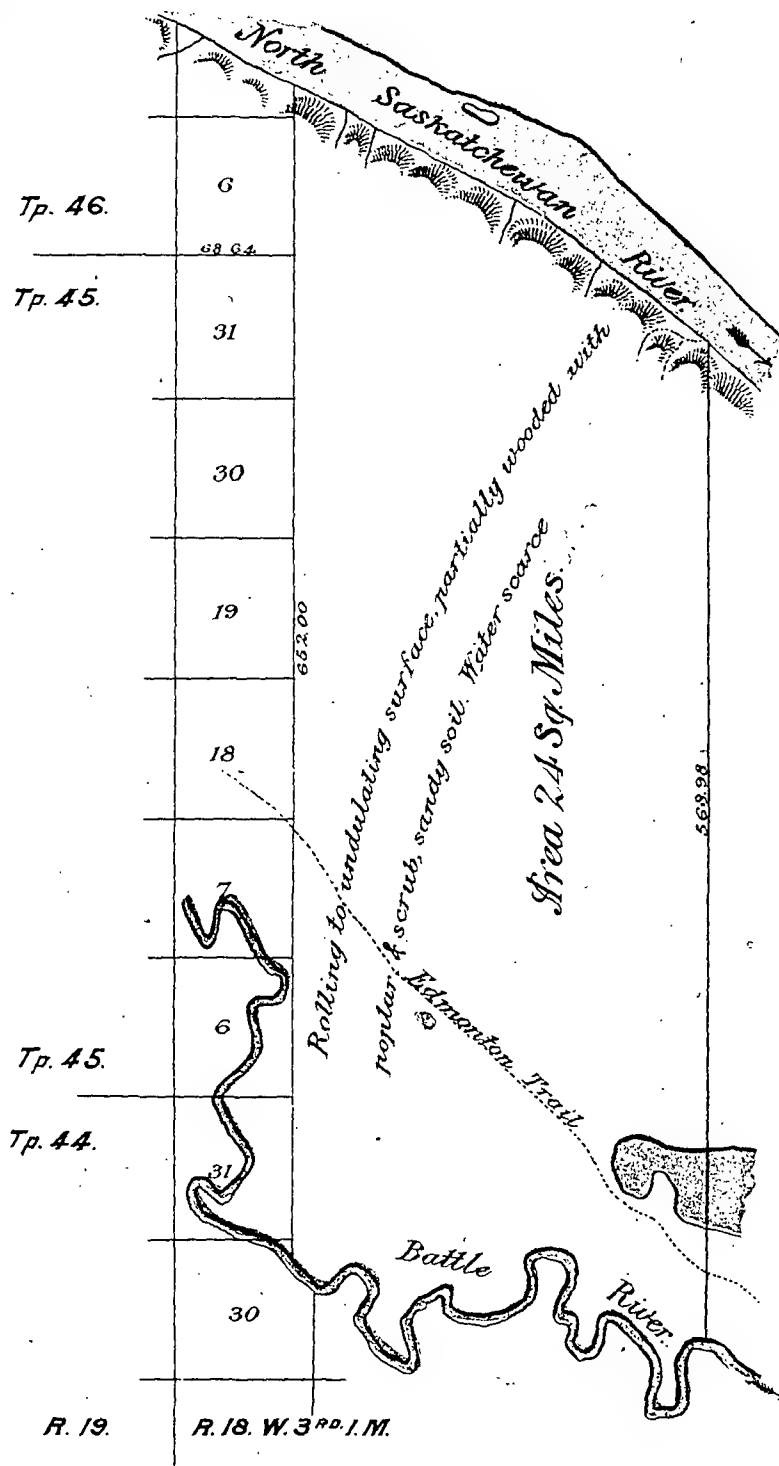 North Saskatchewan River.
6
Tp. 46.
68 64.
Tp. 45.
31
30
19
652.00
18
7
6
Rolling to undulating surface, partially wooded with
poplar & scrub, sandy soil. Water scarce
Area 24 Sq. Miles.
569.98
Edmonton Trail
Tp. 45.
Tp. 44.
31
Battle River.
30
R. 19.
R. 18. W. 3RD. I. M.